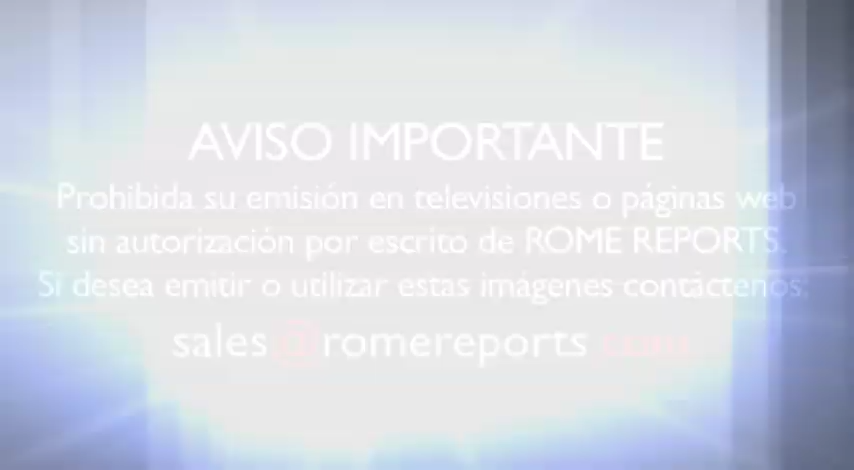 AVISO IMPORTANTE
Prohibida su emisión en televisiones o páginas web
sin autorización por escrito de ROME REPORTS.
Si desea emitir o utilizar estas imágenes contáctenos:
sales@romereports.com